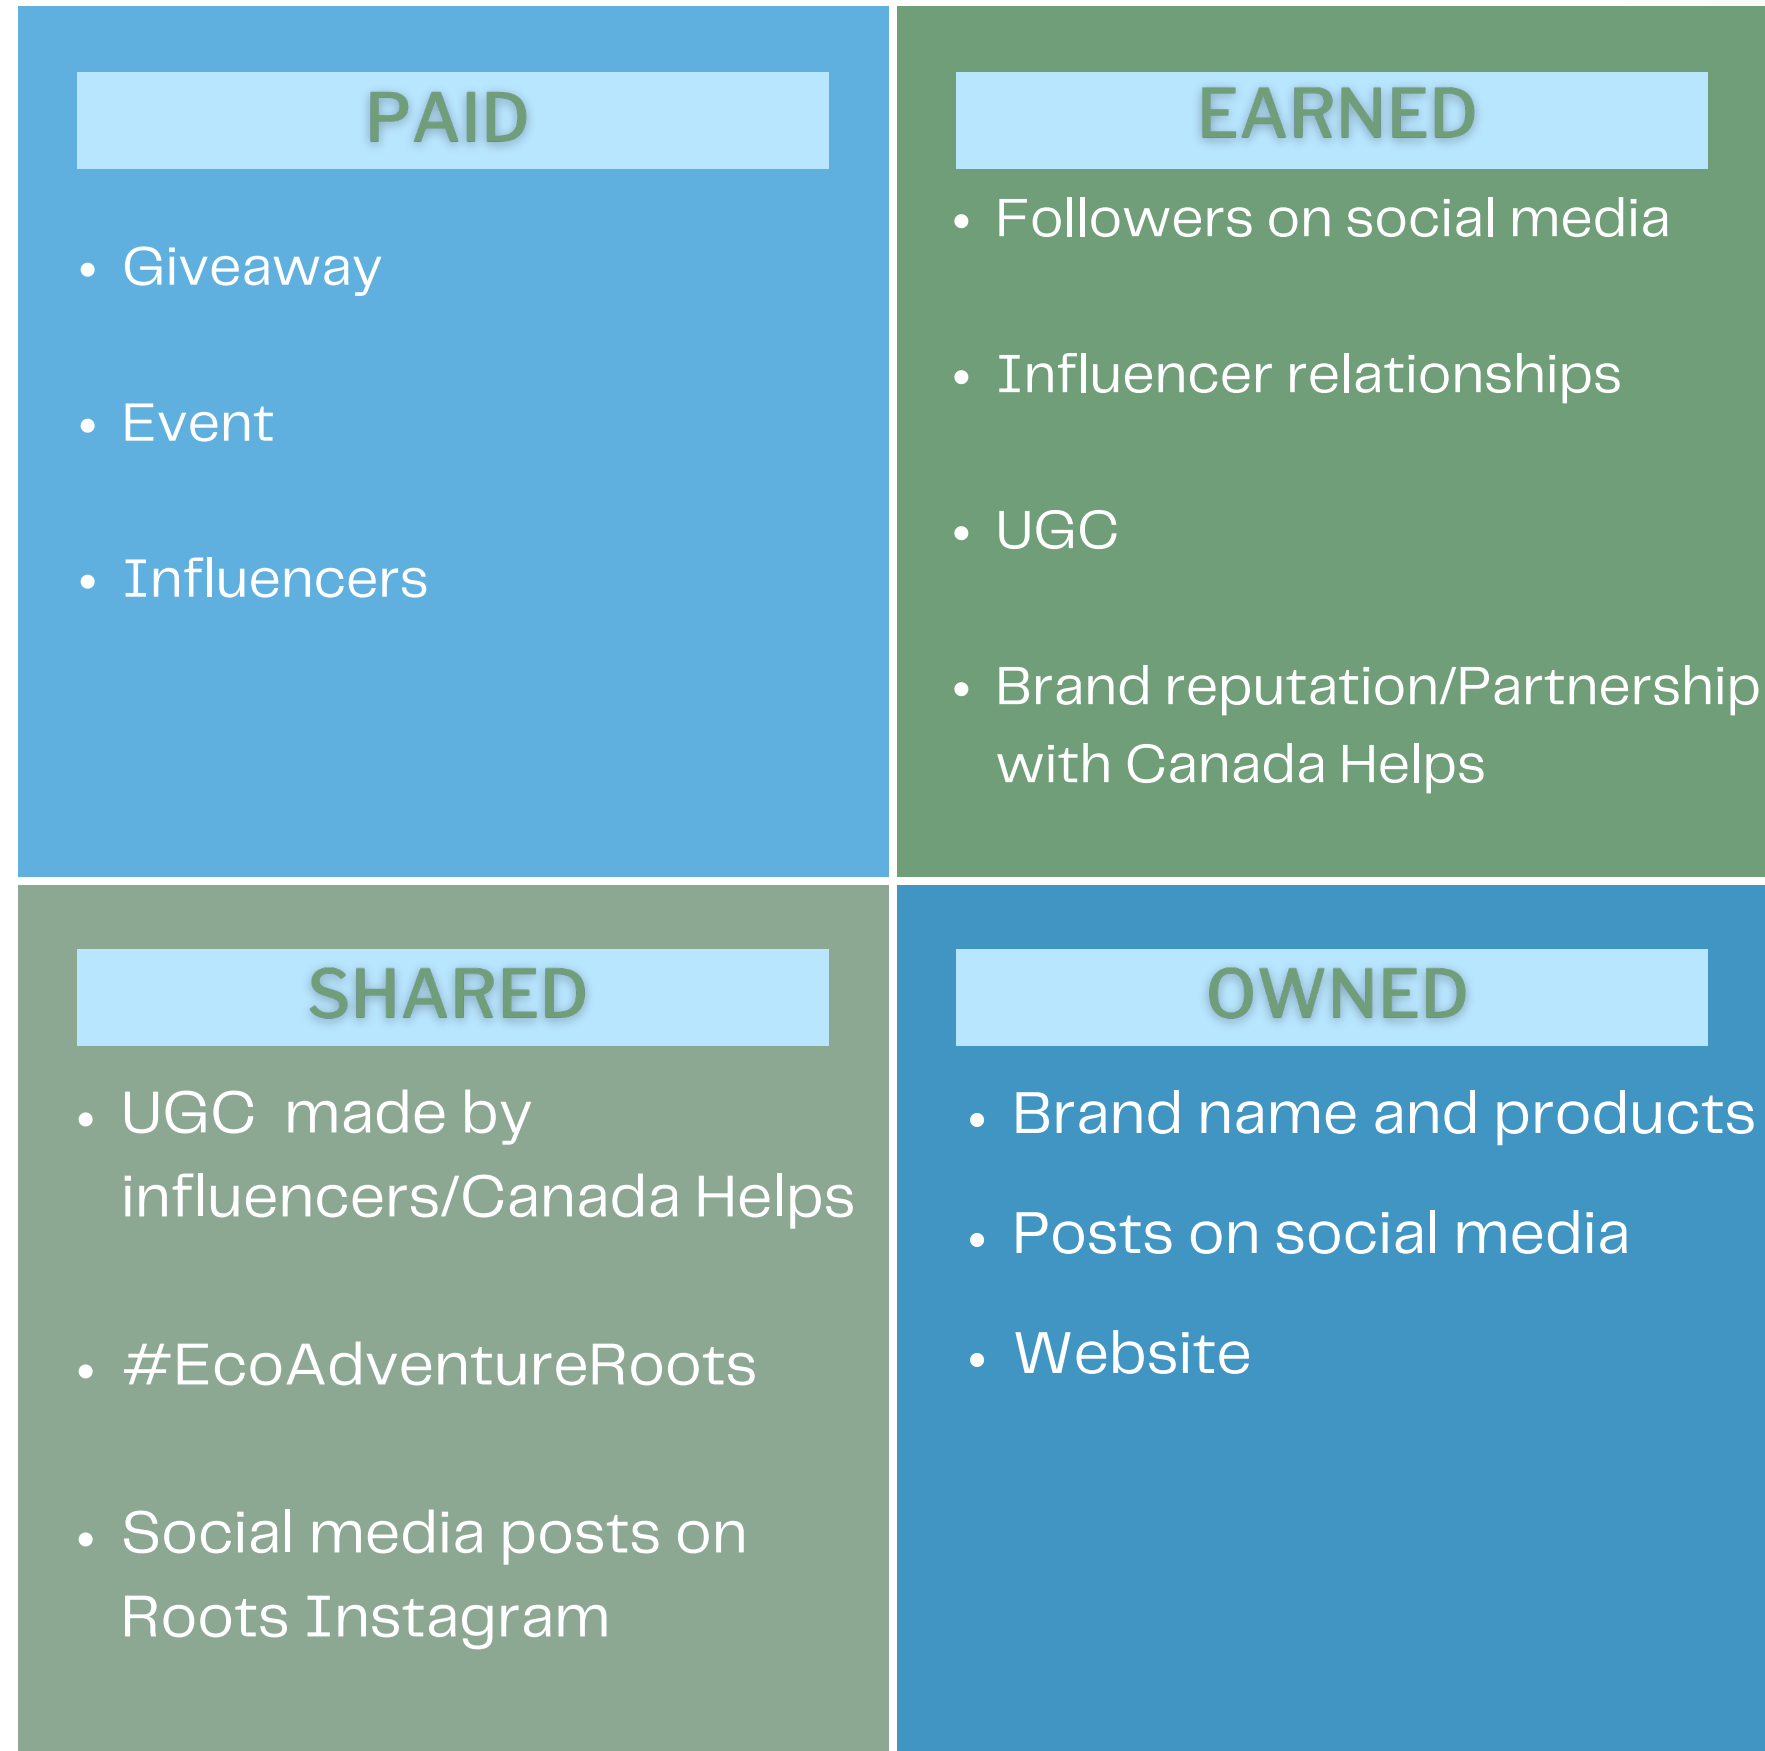 PAID
• Giveaway
• Event
• Influencers
EARNED
• Followers on social media
• Influencer relationships
• UGC
• Brand reputation/Partnership
with Canada Helps
SHARED
• UGC  made by
influencers/Canada Helps
• #EcoAdventureRoots
• Social media posts on
Roots Instagram
OWNED
• Brand name and products
• Posts on social media
• Website